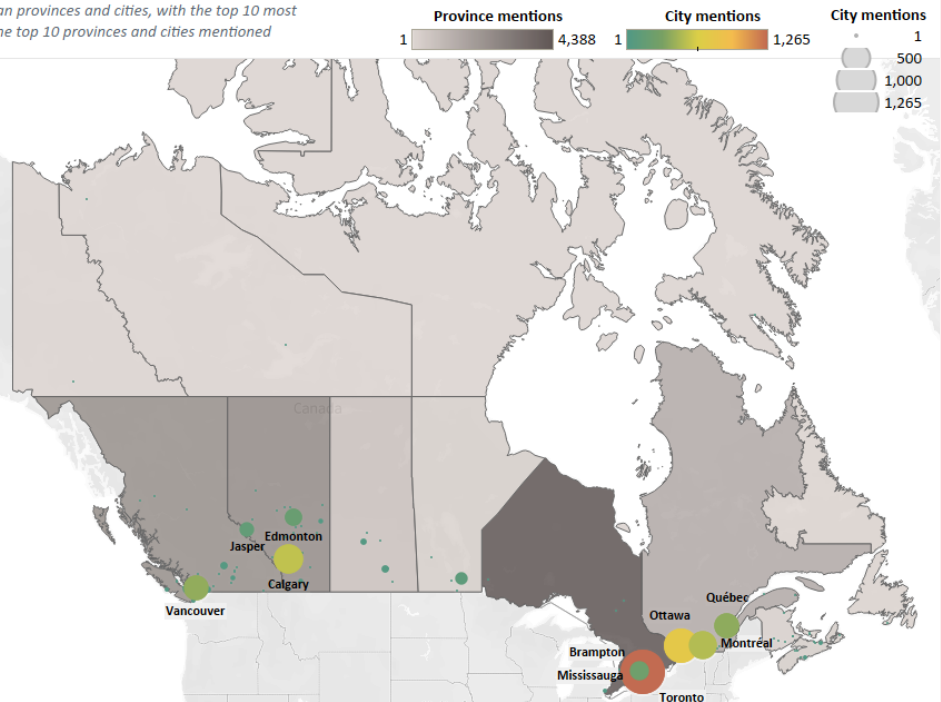 an provinces and cities, with the top 10 most
ne top 10 provinces and cities mentioned
Province mentions
1 4,388
City mentions
1 1,265
City mentions
1
500
1,000
1,265
Canada
Edmonton
Jasper
Calgary
Vancouver
Québec
Ottawa
Montréal
Brampton
Mississauga
Toronto